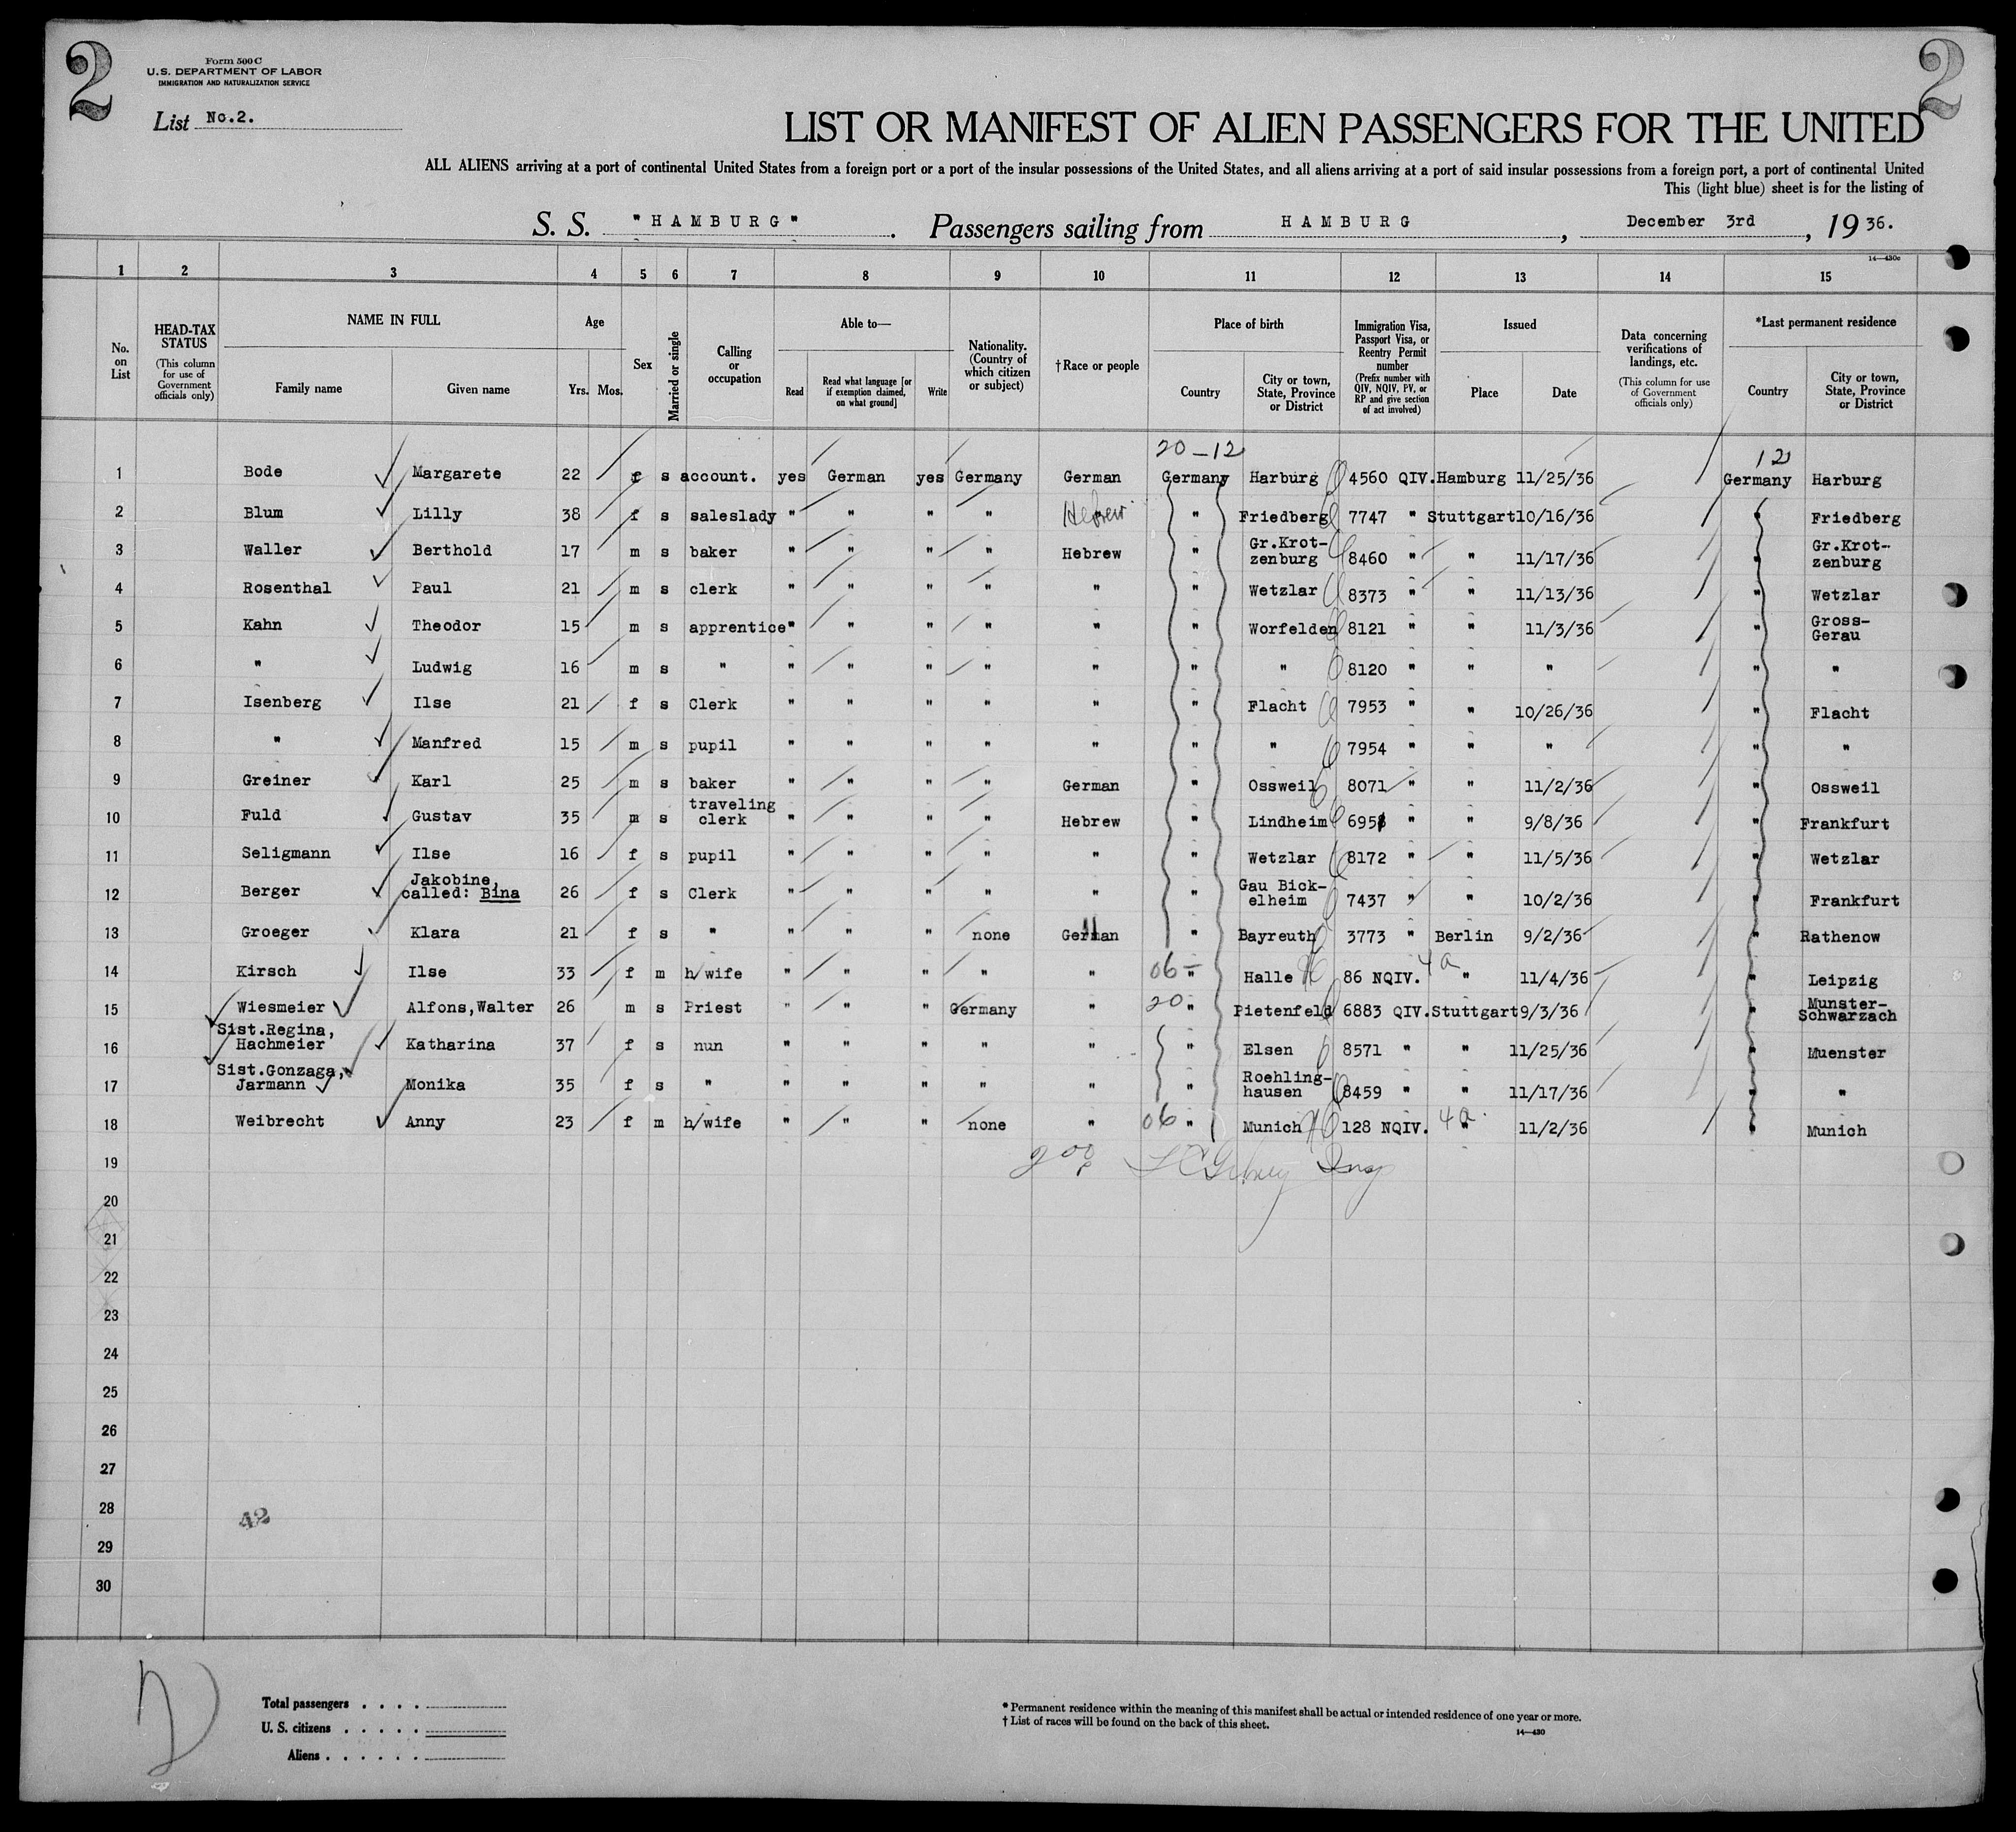 2
2
Form 500 C
U.S. DEPARTMENT OF LABOR
IMMIGRATION AND NATURALIZATION SERVICE
List No.2.
LIST OR MANIFEST OF ALIEN PASSENGERS FOR THE UNITED
ALL ALIENS arriving at a port of continental United States from a foreign port or a port of the insular possessions of the United States, and all aliens arriving at a port of said insular possessions from a foreign port, a port of continental United
This (light blue) sheet is for the listing of
S. S. "HAMBURG". Passengers sailing from HAMBURG, December 3rd, 1936.
14—430c
1 2 3 4 5 6 7 8 9 10 11 12 13 14 15
No. on List
HEAD-TAX STATUS (This column for use of Government officials only)
NAME IN FULL Family name Given name
Age Yrs. Mos.
Sex
Married or single
Calling or occupation
Able to— Read Read what language [or if exemption claimed, on what ground] Write
Nationality. (Country of which citizen or subject)
†Race or people
Place of birth Country City or town, State, Province or District
Immigration Visa, Passport Visa, or Reentry Permit number (Prefix number with QIV, NQIV, PV, or RP and give section of act involved)
Issued Place Date
Data concerning verifications of landings, etc. (This column for use of Government officials only)
*Last permanent residence Country City or town, State, Province or District
20-12 12
1 Bode Margarete 22 f s account. yes German yes Germany German Germany Harburg 4560 QIV. Hamburg 11/25/36 Germany Harburg
2 Blum Lilly 38 f s saleslady " " " " Hebrew " Friedberg 7747 " Stuttgart 10/16/36 " Friedberg
3 Waller Berthold 17 m s baker " " " " Hebrew " Gr.Krot-zenburg 8460 " " 11/17/36 " Gr.Krot-zenburg
4 Rosenthal Paul 21 m s clerk " " " " " " Wetzlar 8373 " " 11/13/36 " Wetzlar
5 Kahn Theodor 15 m s apprentice " " " " " " Worfelden 8121 " " 11/3/36 " Gross-Gerau
6 " Ludwig 16 m s " " " " " " " " 8120 " " " " "
7 Isenberg Ilse 21 f s Clerk " " " " " " Flacht 7953 " " 10/26/36 " Flacht
8 " Manfred 15 m s pupil " " " " " " " 7954 " " " " "
9 Greiner Karl 25 m s baker " " " " German " Ossweil 8071 " " 11/2/36 " Ossweil
10 Fuld Gustav 35 m s traveling clerk " " " " Hebrew " Lindheim 6958 " " 9/8/36 " Frankfurt
11 Seligmann Ilse 16 f s pupil " " " " " " Wetzlar 8172 " " 11/5/36 " Wetzlar
12 Berger Jakobine, called: Bina 26 f s Clerk " " " " " " Gau Bick-elheim 7437 " " 10/2/36 " Frankfurt
13 Groeger Klara 21 f s " " " " none German " Bayreuth 3773 " Berlin 9/2/36 " Rathenow
14 Kirsch Ilse 33 f m h/wife " " " " " 06- " Halle 86 NQIV. 4a " 11/4/36 " Leipzig
15 Wiesmeier Alfons,Walter 26 m s Priest " " " Germany " 20 " Pietenfeld 6883 QIV. Stuttgart 9/3/36 " Munster-Schwarzach
16 Sist.Regina, Hachmeier Katharina 37 f s nun " " " " " " Elsen 8571 " " 11/25/36 " Muenster
17 Sist.Gonzaga, Jarmann Monika 35 f s " " " " " " " Roehling-hausen 8459 " " 11/17/36 " "
18 Weibrecht Anny 23 f m h/wife " " " none " 06 " Munich 128 NQIV. 4a " 11/2/36 " Munich
19
20
21
22
23
24
25
26
27
28
42
29
30
Total passengers . . . .
U. S. citizens . . . . .
Aliens . . . . . .
* Permanent residence within the meaning of this manifest shall be actual or intended residence of one year or more.
† List of races will be found on the back of this sheet.
14—430